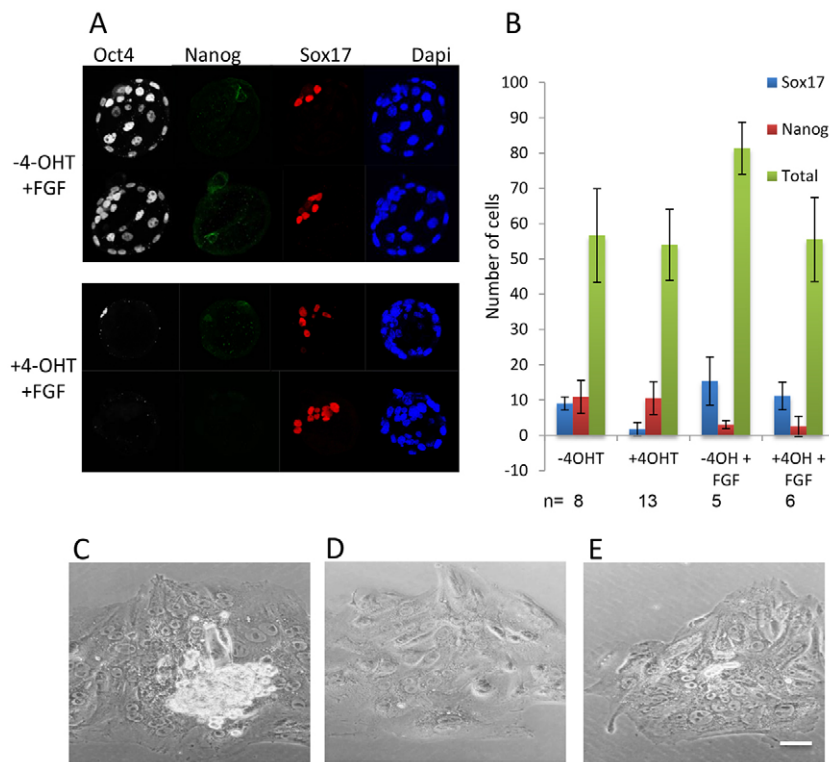 A
Oct4 Nanog Sox17 Dapi
-4-OHT
+FGF
+4-OHT
+FGF
B
100
90
80
70
60
50
40
30
20
10
0
-10
Number of cells
Sox17
Nanog
Total
-4OHT +4OHT -4OH + +4OH +
FGF FGF
n= 8 13 5 6
C D E